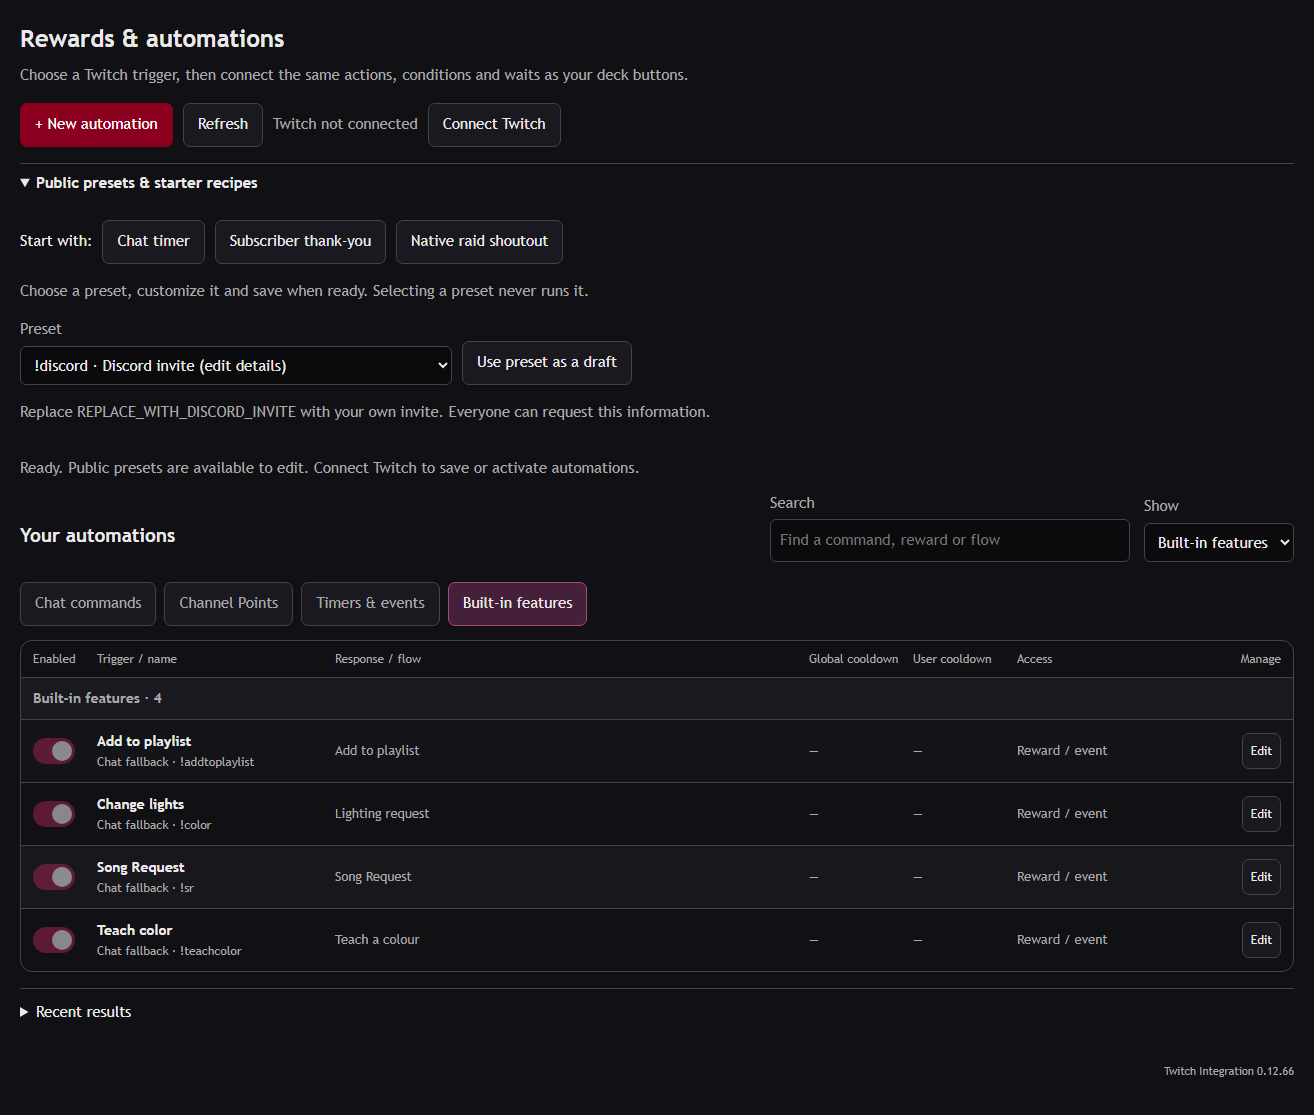 Rewards & automations
Choose a Twitch trigger, then connect the same actions, conditions and waits as your deck buttons.
+ New automation Refresh Twitch not connected Connect Twitch
▼ Public presets & starter recipes
Start with: Chat timer Subscriber thank-you Native raid shoutout
Choose a preset, customize it and save when ready. Selecting a preset never runs it.
Preset
!discord · Discord invite (edit details) Use preset as a draft
Replace REPLACE_WITH_DISCORD_INVITE with your own invite. Everyone can request this information.
Ready. Public presets are available to edit. Connect Twitch to save or activate automations.
Your automations
Search
Find a command, reward or flow
Show
Built-in features
Chat commands Channel Points Timers & events Built-in features
Enabled Trigger / name Response / flow Global cooldown User cooldown Access Manage
Built-in features · 4
Add to playlist
Chat fallback · !addtoplaylist
Add to playlist – – Reward / event Edit
Change lights
Chat fallback · !color
Lighting request – – Reward / event Edit
Song Request
Chat fallback · !sr
Song Request – – Reward / event Edit
Teach color
Chat fallback · !teachcolor
Teach a colour – – Reward / event Edit
▶ Recent results
Twitch Integration 0.12.66